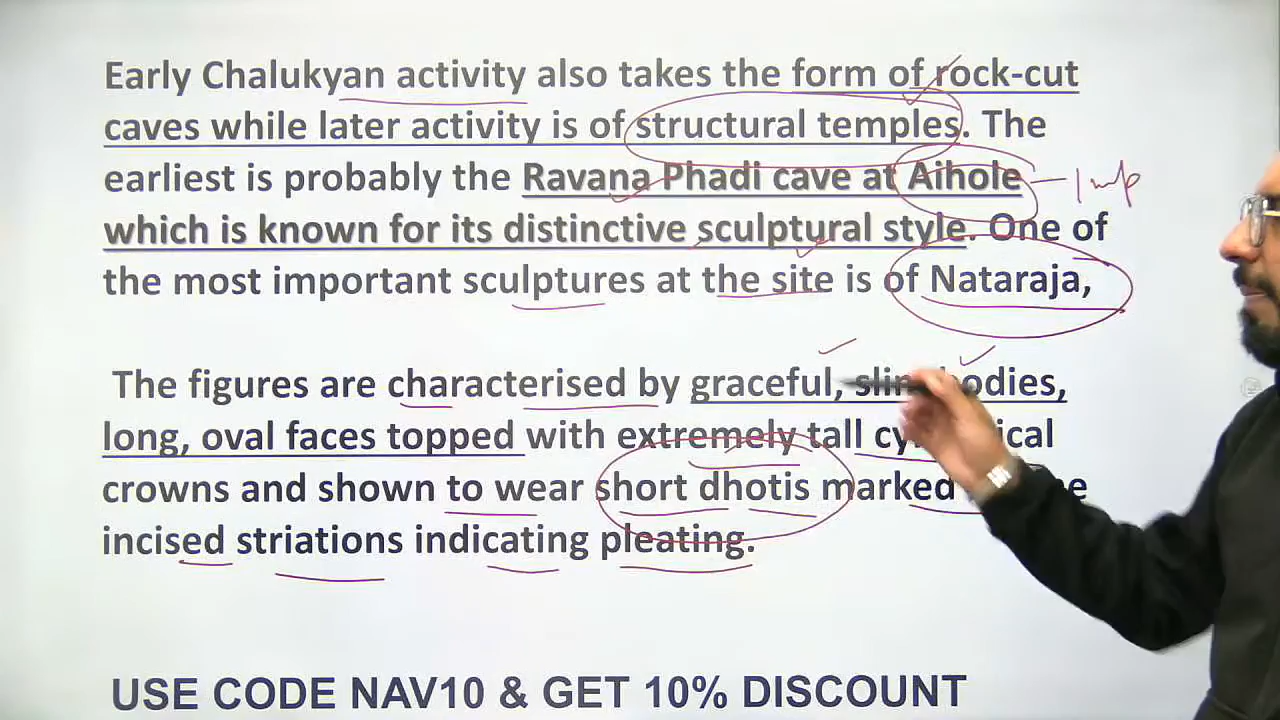 Early Chalukyan activity also takes the form of rock-cut
caves while later activity is of structural temples. The
earliest is probably the Ravana Phadi cave at Aihole
which is known for its distinctive sculptural style. One of
the most important sculptures at the site is of Nataraja,
The figures are characterised by graceful, slim bodies,
long, oval faces topped with extremely tall cylindrical
crowns and shown to wear short dhotis marked
incised striations indicating pleating.
USE CODE NAV10 & GET 10% DISCOUNT